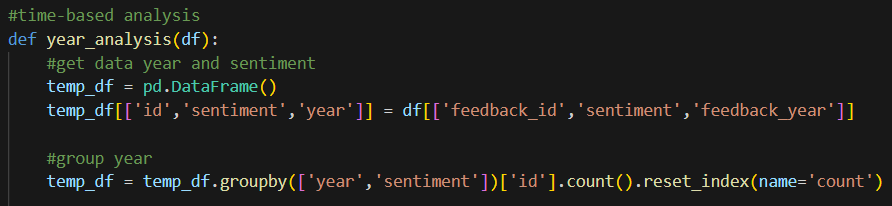 #time-based analysis
def year_analysis(df):
    #get data year and sentiment
    temp_df = pd.DataFrame()
    temp_df[['id','sentiment','year']] = df[['feedback_id','sentiment','feedback_year']]

    #group year
    temp_df = temp_df.groupby(['year','sentiment'])['id'].count().reset_index(name='count')